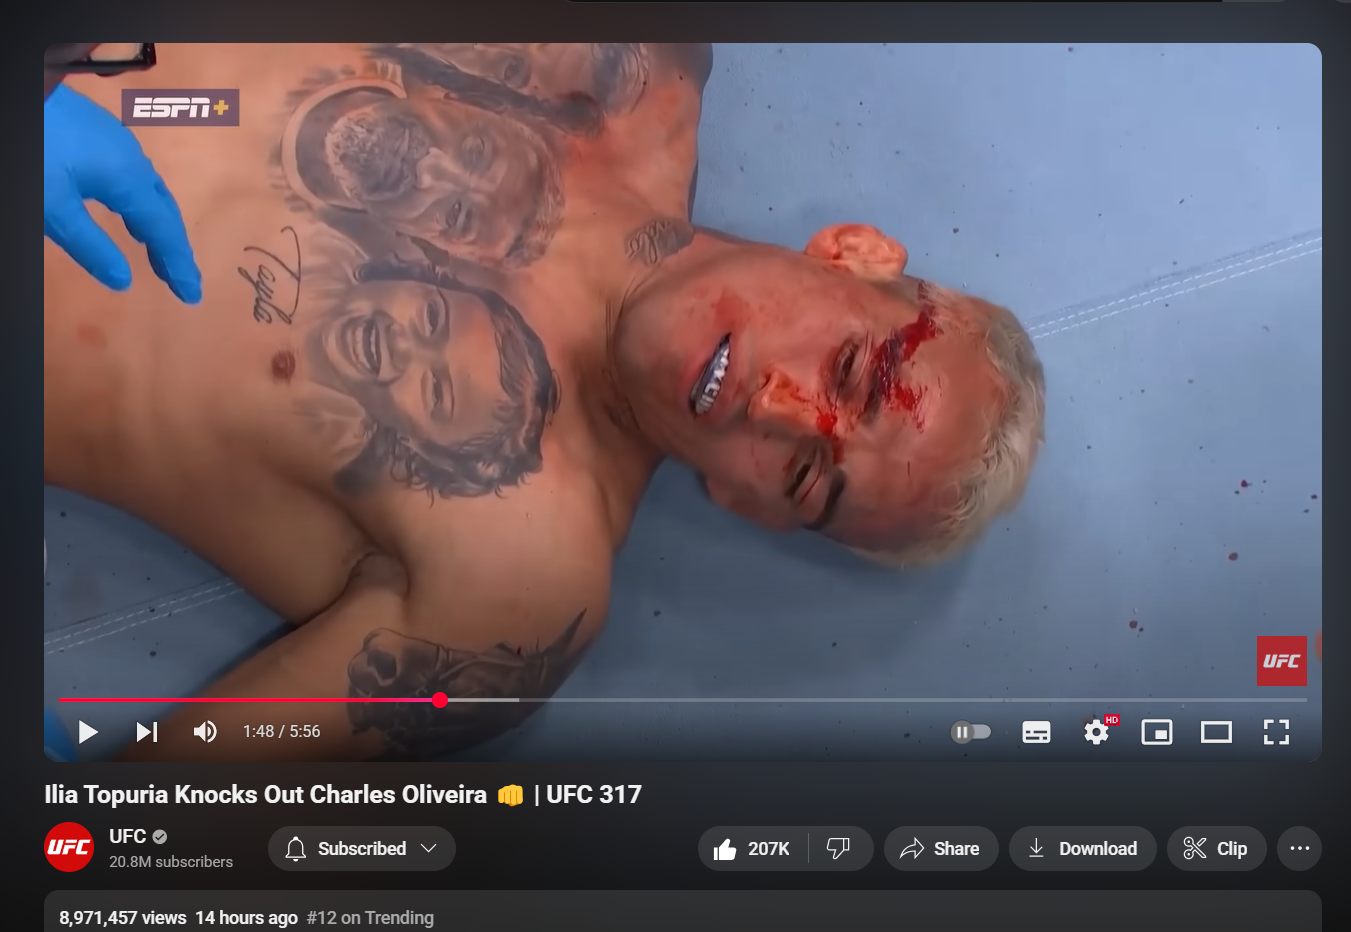 ESPN+
Tayla
UFC
1:48 / 5:56
HD
Ilia Topuria Knocks Out Charles Oliveira 👊 | UFC 317
UFC
UFC
20.8M subscribers
Subscribed
207K
Share
Download
Clip
8,971,457 views 14 hours ago #12 on Trending